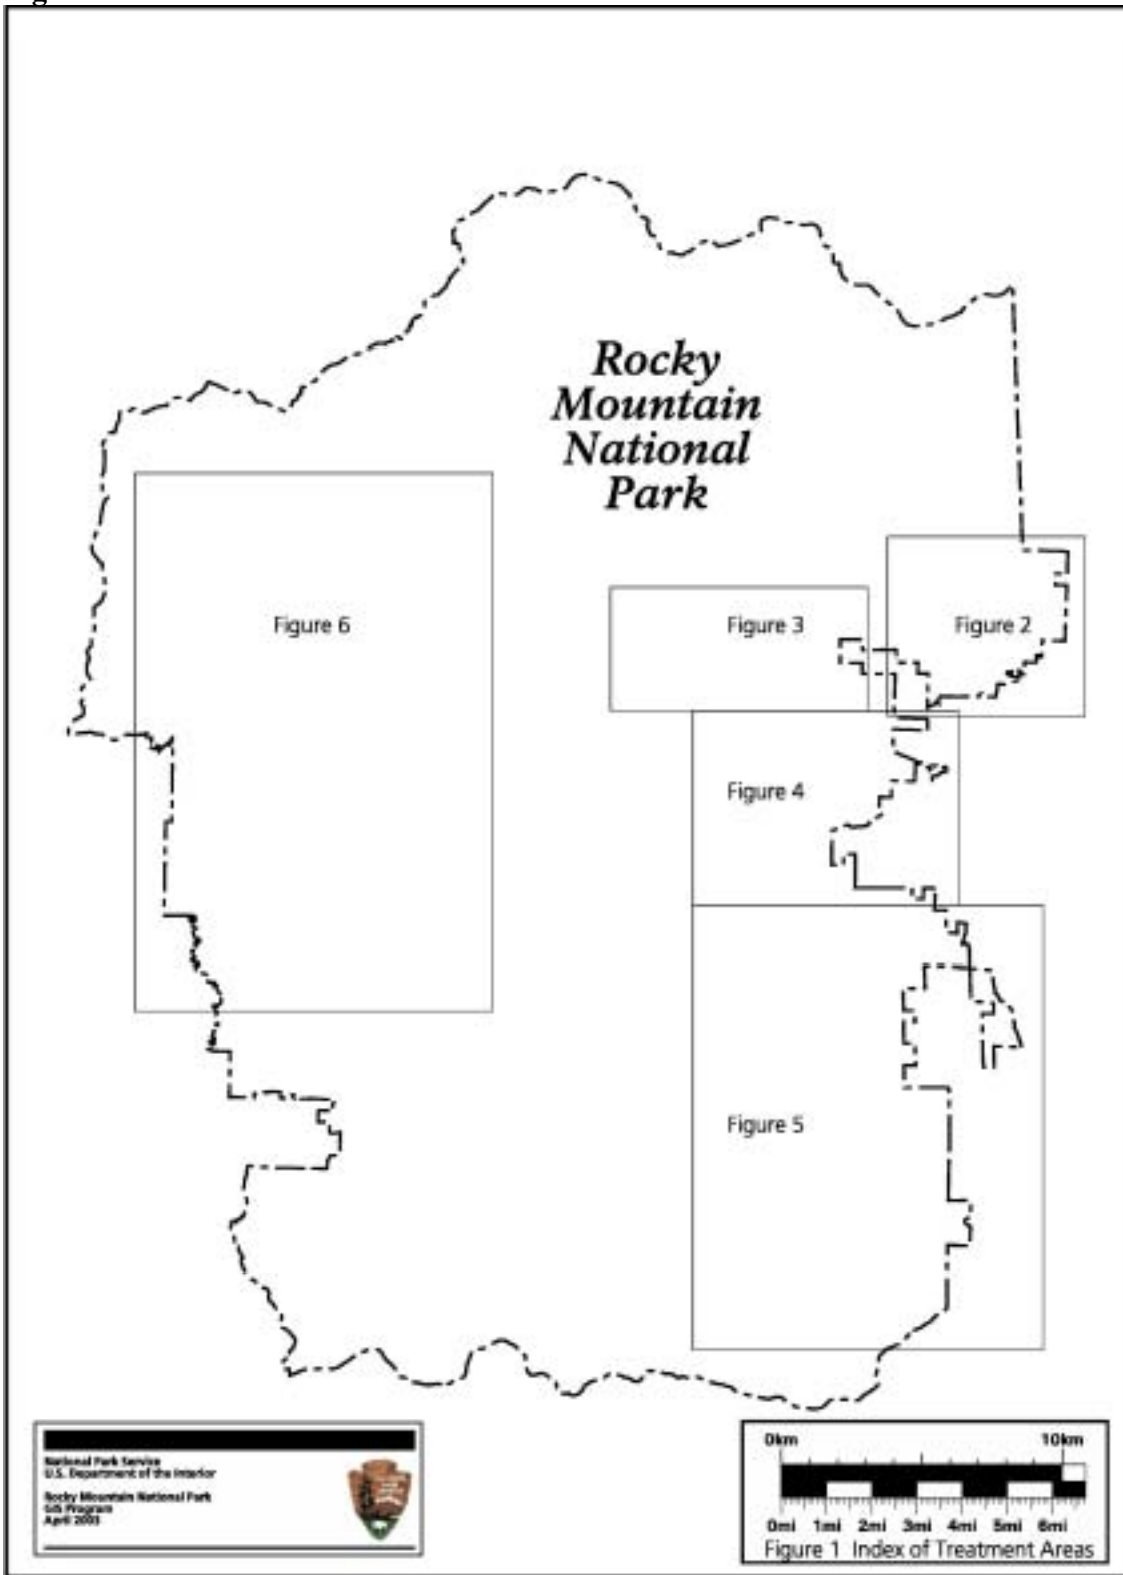 Rocky
Mountain
National
Park
Figure 6
Figure 3
Figure 2
Figure 4
Figure 5
National Park Service
U.S. Department of the Interior
Rocky Mountain National Park
GIS Program
April 2003
0km 10km
0mi 1mi 2mi 3mi 4mi 5mi 6mi
Figure 1 Index of Treatment Areas